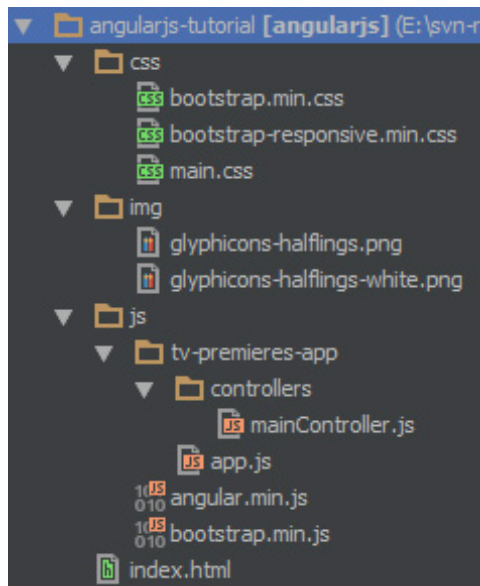 angularjs-tutorial [angularjs] (E:\svn-r
css
bootstrap.min.css
bootstrap-responsive.min.css
main.css
img
glyphicons-halflings.png
glyphicons-halflings-white.png
js
tv-premieres-app
controllers
mainController.js
app.js
angular.min.js
bootstrap.min.js
index.html